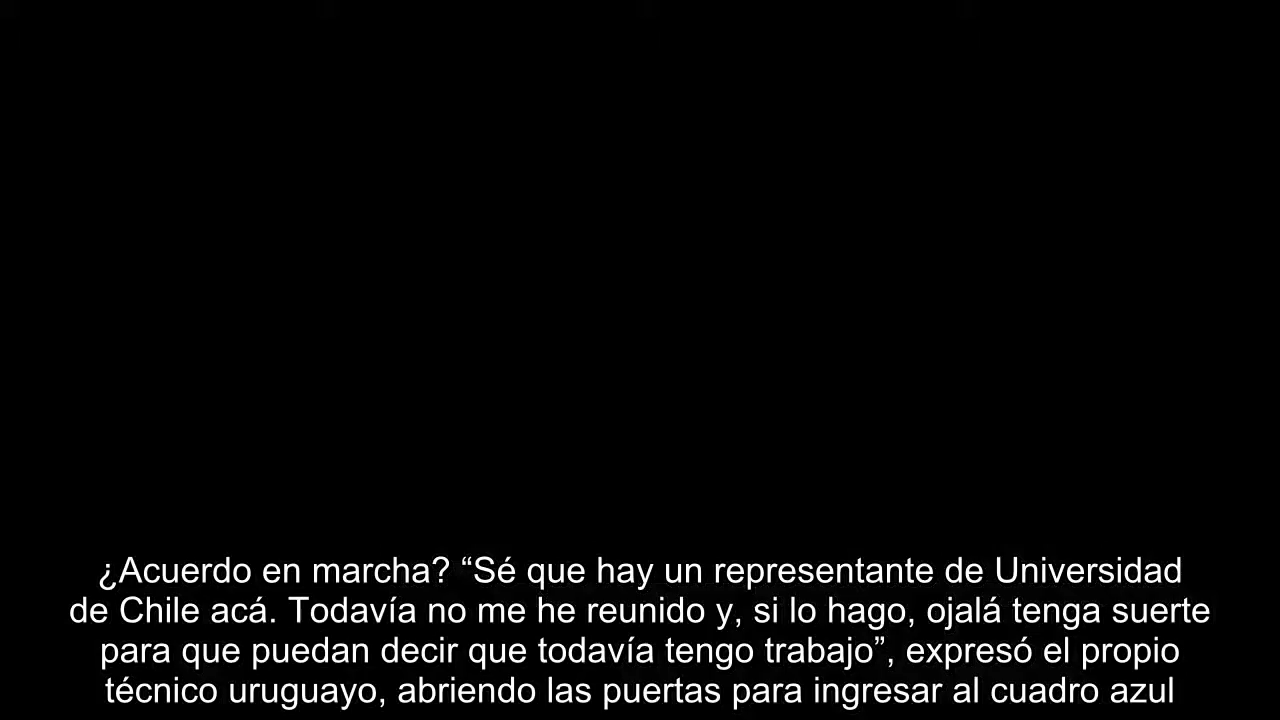 ¿Acuerdo en marcha? “Sé que hay un representante de Universidad
de Chile acá. Todavía no me he reunido y, si lo hago, ojalá tenga suerte
para que puedan decir que todavía tengo trabajo”, expresó el propio
técnico uruguayo, abriendo las puertas para ingresar al cuadro azul